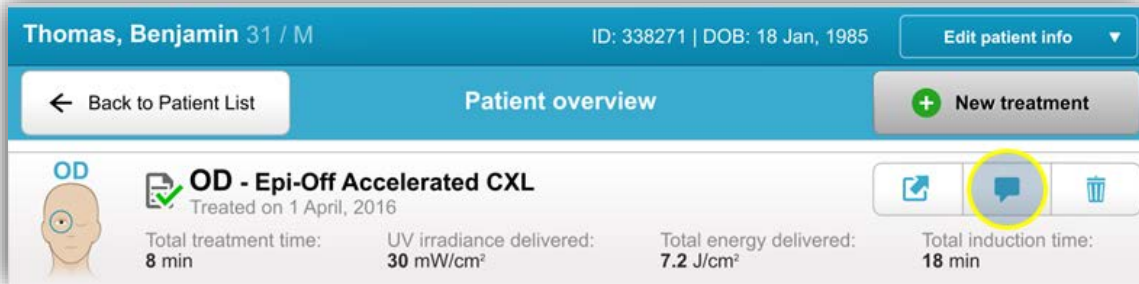 Thomas, Benjamin 31 / M ID: 338271 | DOB: 18 Jan, 1985 Edit patient info
Back to Patient List Patient overview New treatment
OD OD - Epi-Off Accelerated CXL
Treated on 1 April, 2016
Total treatment time: UV irradiance delivered: Total energy delivered: Total induction time:
8 min 30 mW/cm² 7.2 J/cm² 18 min